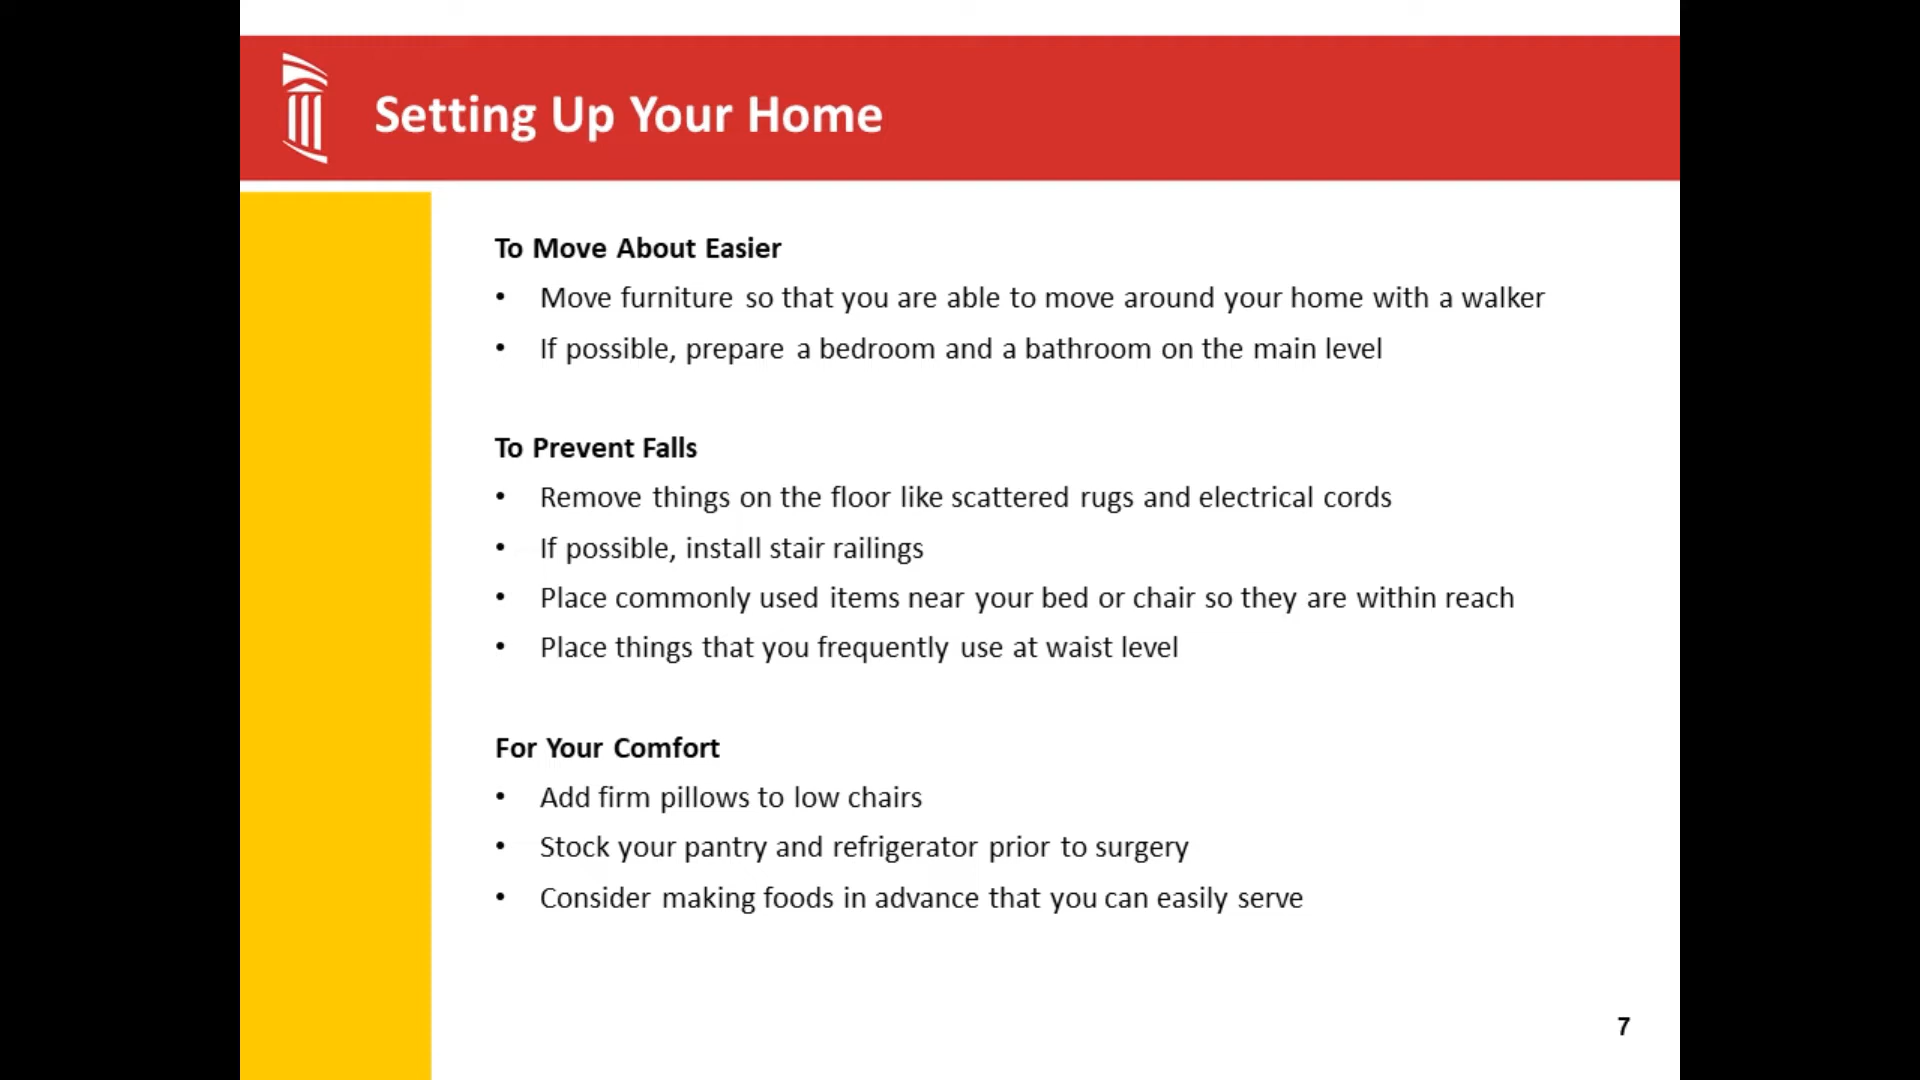 Setting Up Your Home
To Move About Easier
• Move furniture so that you are able to move around your home with a walker
• If possible, prepare a bedroom and a bathroom on the main level
To Prevent Falls
• Remove things on the floor like scattered rugs and electrical cords
• If possible, install stair railings
• Place commonly used items near your bed or chair so they are within reach
• Place things that you frequently use at waist level
For Your Comfort
• Add firm pillows to low chairs
• Stock your pantry and refrigerator prior to surgery
• Consider making foods in advance that you can easily serve
7